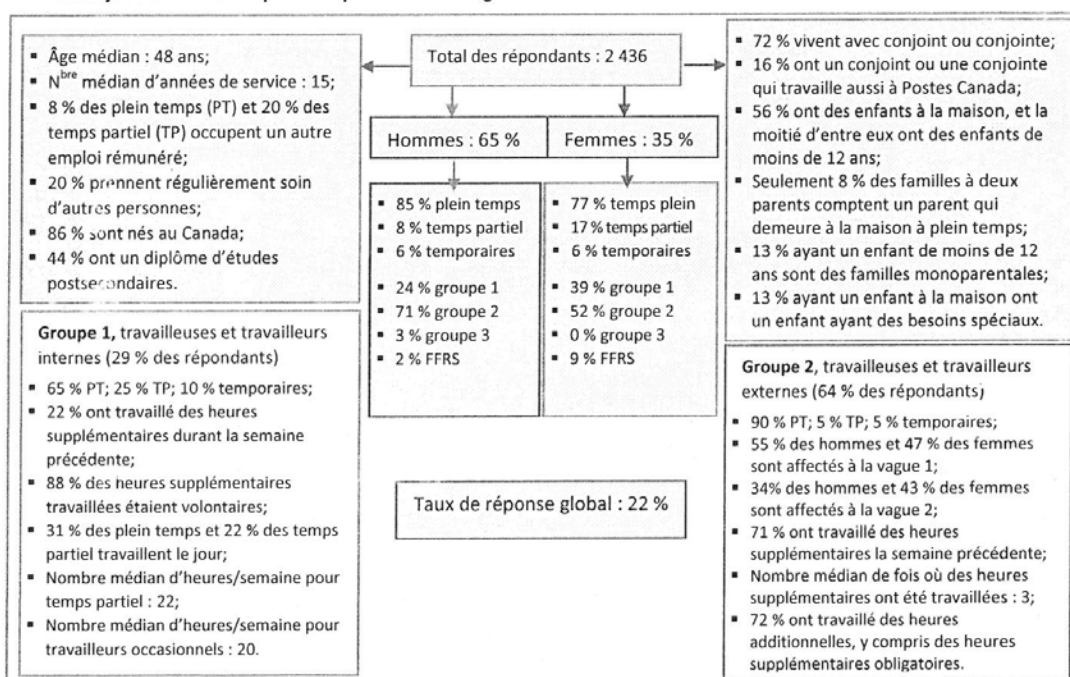 ▪ Âge médian : 48 ans;
▪ Nbre médian d'années de service : 15;
▪ 8 % des plein temps (PT) et 20 % des
temps partiel (TP) occupent un autre
emploi rémunéré;
▪ 20 % prennent régulièrement soin
d'autres personnes;
▪ 86 % sont nés au Canada;
▪ 44 % ont un diplôme d'études
postsecondaires.
Total des répondants : 2 436
Hommes : 65 %
Femmes : 35 %
▪ 85 % plein temps
▪ 8 % temps partiel
▪ 6 % temporaires
▪ 24 % groupe 1
▪ 71 % groupe 2
▪ 3 % groupe 3
▪ 2 % FFRS
▪ 77 % temps plein
▪ 17 % temps partiel
▪ 6 % temporaires
▪ 39 % groupe 1
▪ 52 % groupe 2
▪ 0 % groupe 3
▪ 9 % FFRS
▪ 72 % vivent avec conjoint ou conjointe;
▪ 16 % ont un conjoint ou une conjointe
qui travaille aussi à Postes Canada;
▪ 56 % ont des enfants à la maison, et la
moitié d'entre eux ont des enfants de
moins de 12 ans;
▪ Seulement 8 % des familles à deux
parents comptent un parent qui
demeure à la maison à plein temps;
▪ 13 % ayant un enfant de moins de 12
ans sont des familles monoparentales;
▪ 13 % ayant un enfant à la maison ont
un enfant ayant des besoins spéciaux.
Groupe 1, travailleuses et travailleurs
internes (29 % des répondants)
▪ 65 % PT; 25 % TP; 10 % temporaires;
▪ 22 % ont travaillé des heures
supplémentaires durant la semaine
précédente;
▪ 88 % des heures supplémentaires
travaillées étaient volontaires;
▪ 31 % des plein temps et 22 % des temps
partiel travaillent le jour;
▪ Nombre médian d'heures/semaine pour
temps partiel : 22;
▪ Nombre médian d'heures/semaine pour
travailleurs occasionnels : 20.
Taux de réponse global : 22 %
Groupe 2, travailleuses et travailleurs
externes (64 % des répondants)
▪ 90 % PT; 5 % TP; 5 % temporaires;
▪ 55 % des hommes et 47 % des femmes
sont affectés à la vague 1;
▪ 34% des hommes et 43 % des femmes
sont affectés à la vague 2;
▪ 71 % ont travaillé des heures
supplémentaires la semaine précédente;
▪ Nombre médian de fois où des heures
supplémentaires ont été travaillées : 3;
▪ 72 % ont travaillé des heures
additionnelles, y compris des heures
supplémentaires obligatoires.